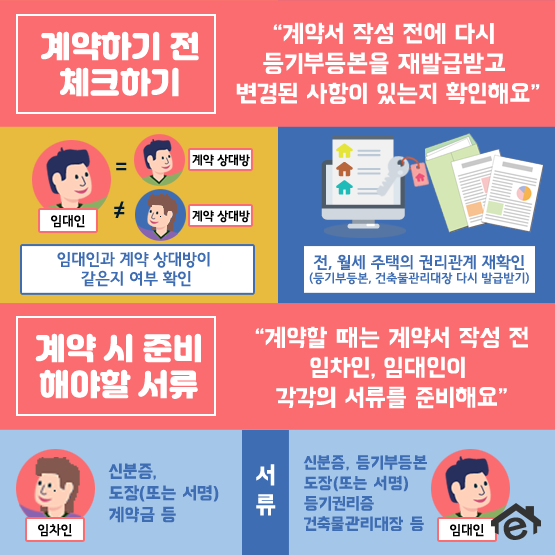 계약하기 전
체크하기
“계약서 작성 전에 다시
등기부등본을 재발급받고
변경된 사항이 있는지 확인해요”
임대인
=
계약 상대방
≠
계약 상대방
임대인과 계약 상대방이
같은지 여부 확인
전, 월세 주택의 권리관계 재확인
(등기부등본, 건축물관리대장 다시 발급받기)
계약 시 준비
해야할 서류
“계약할 때는 계약서 작성 전
임차인, 임대인이
각각의 서류를 준비해요”
임차인
신분증,
도장(또는 서명)
계약금 등
서
류
신분증, 등기부등본
도장(또는 서명)
등기권리증
건축물관리대장 등
임대인
e